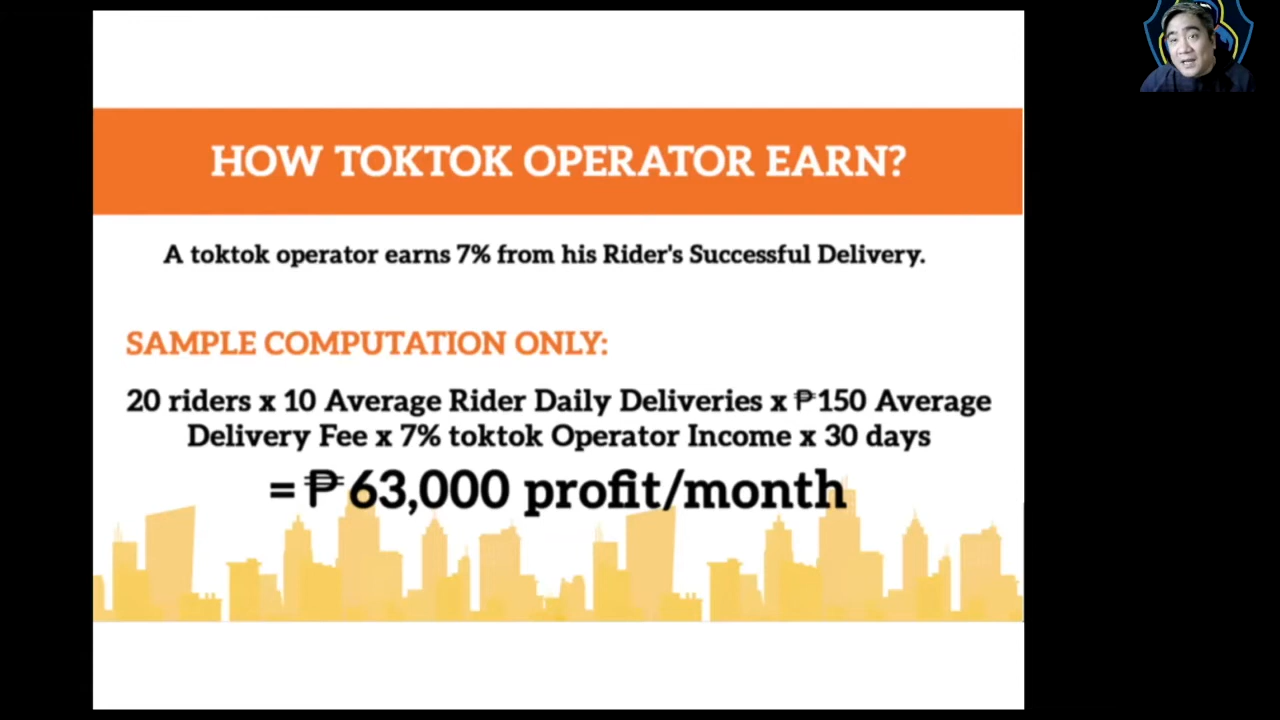 HOW TOKTOK OPERATOR EARN?
A toktok operator earns 7% from his Rider's Successful Delivery.
SAMPLE COMPUTATION ONLY:
20 riders x 10 Average Rider Daily Deliveries x ₱150 Average
Delivery Fee x 7% toktok Operator Income x 30 days
= ₱63,000 profit/month